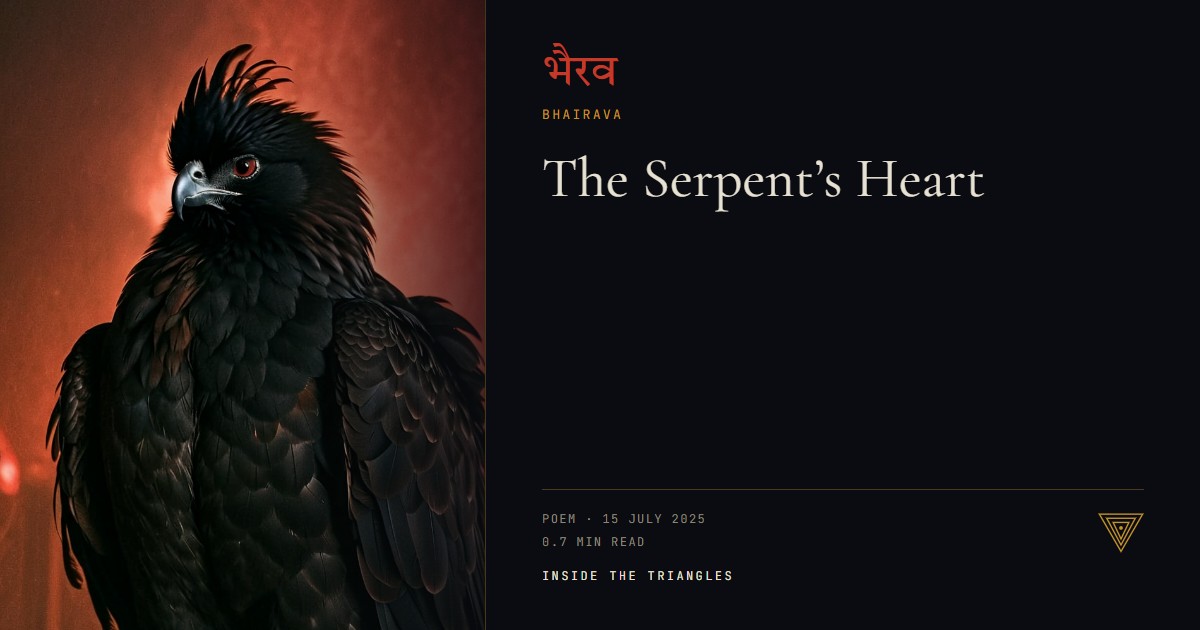 भैरव
BHAIRAVA
The Serpent’s Heart
POEM · 15 JULY 2025
0.7 MIN READ
INSIDE THE TRIANGLES